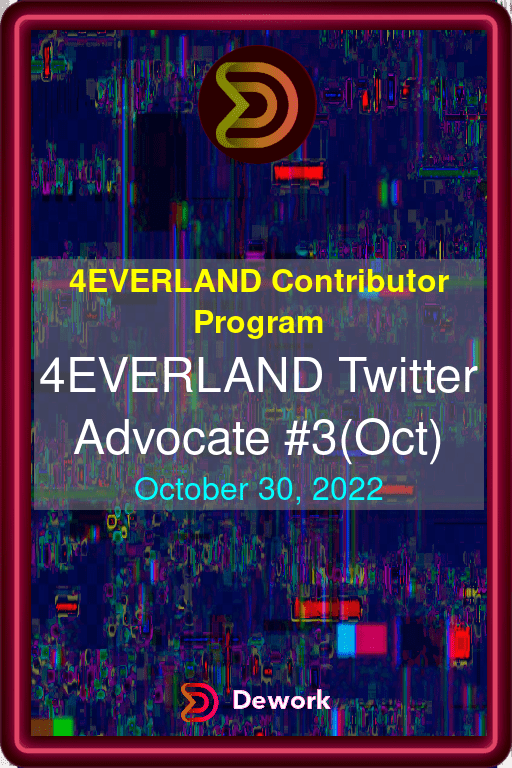 4EVERLAND Contributor
Program
4EVERLAND Twitter
Advocate #3(Oct)
October 30, 2022
Dework